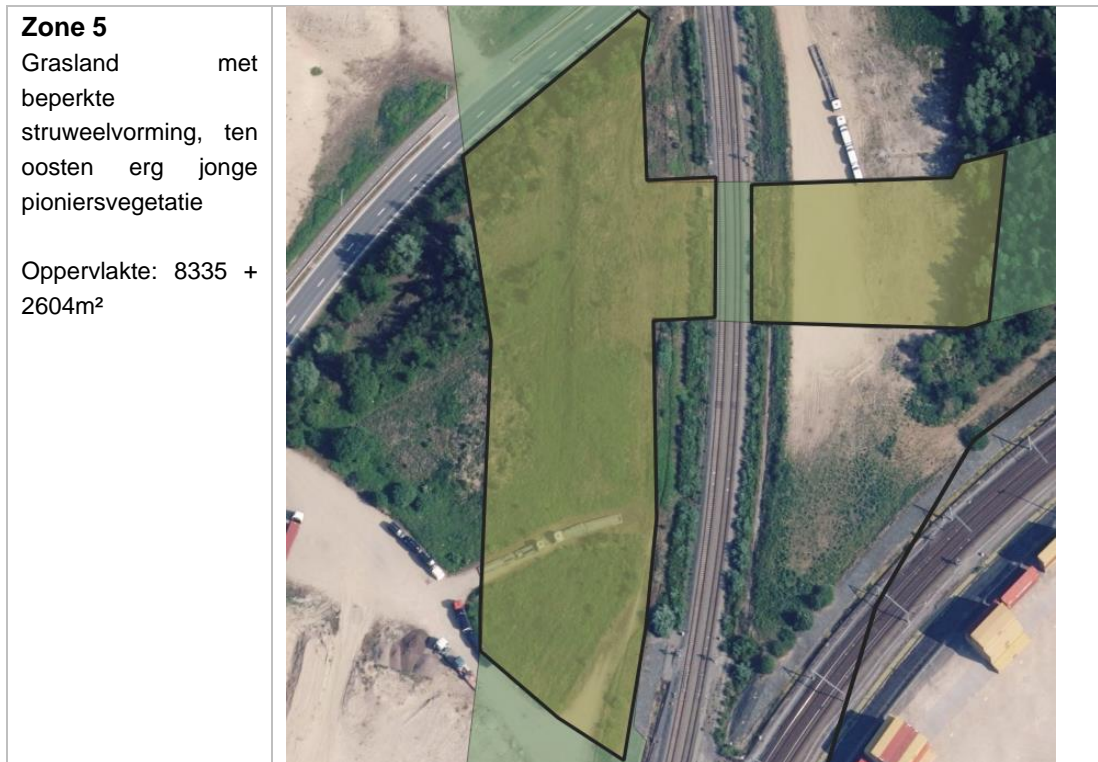 Zone 5
Grasland met
beperkte
struweelvorming, ten
oosten erg jonge
pioniersvegetatie
Oppervlakte: 8335 +
2604m²